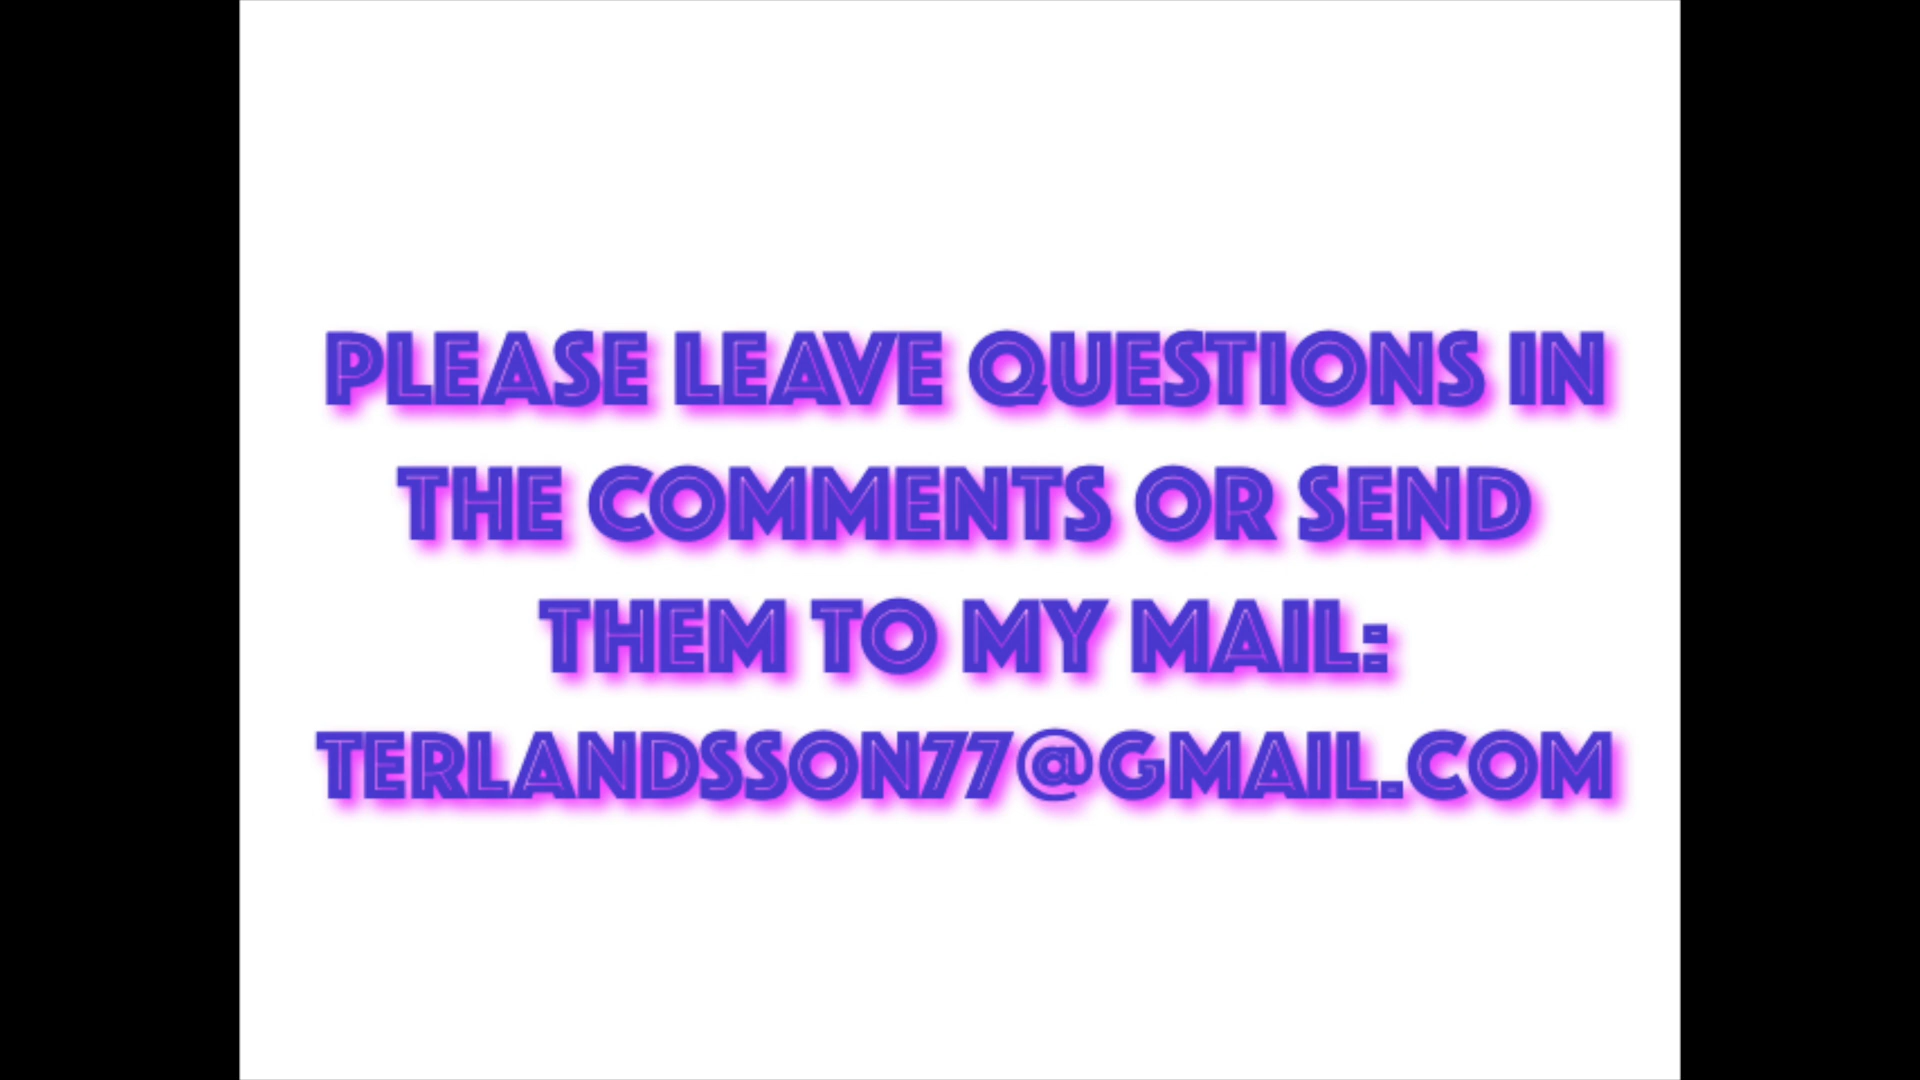 PLEASE LEAVE QUESTIONS IN
THE COMMENTS OR SEND
THEM TO MY MAIL:
TERLANDSSON77@GMAIL.COM